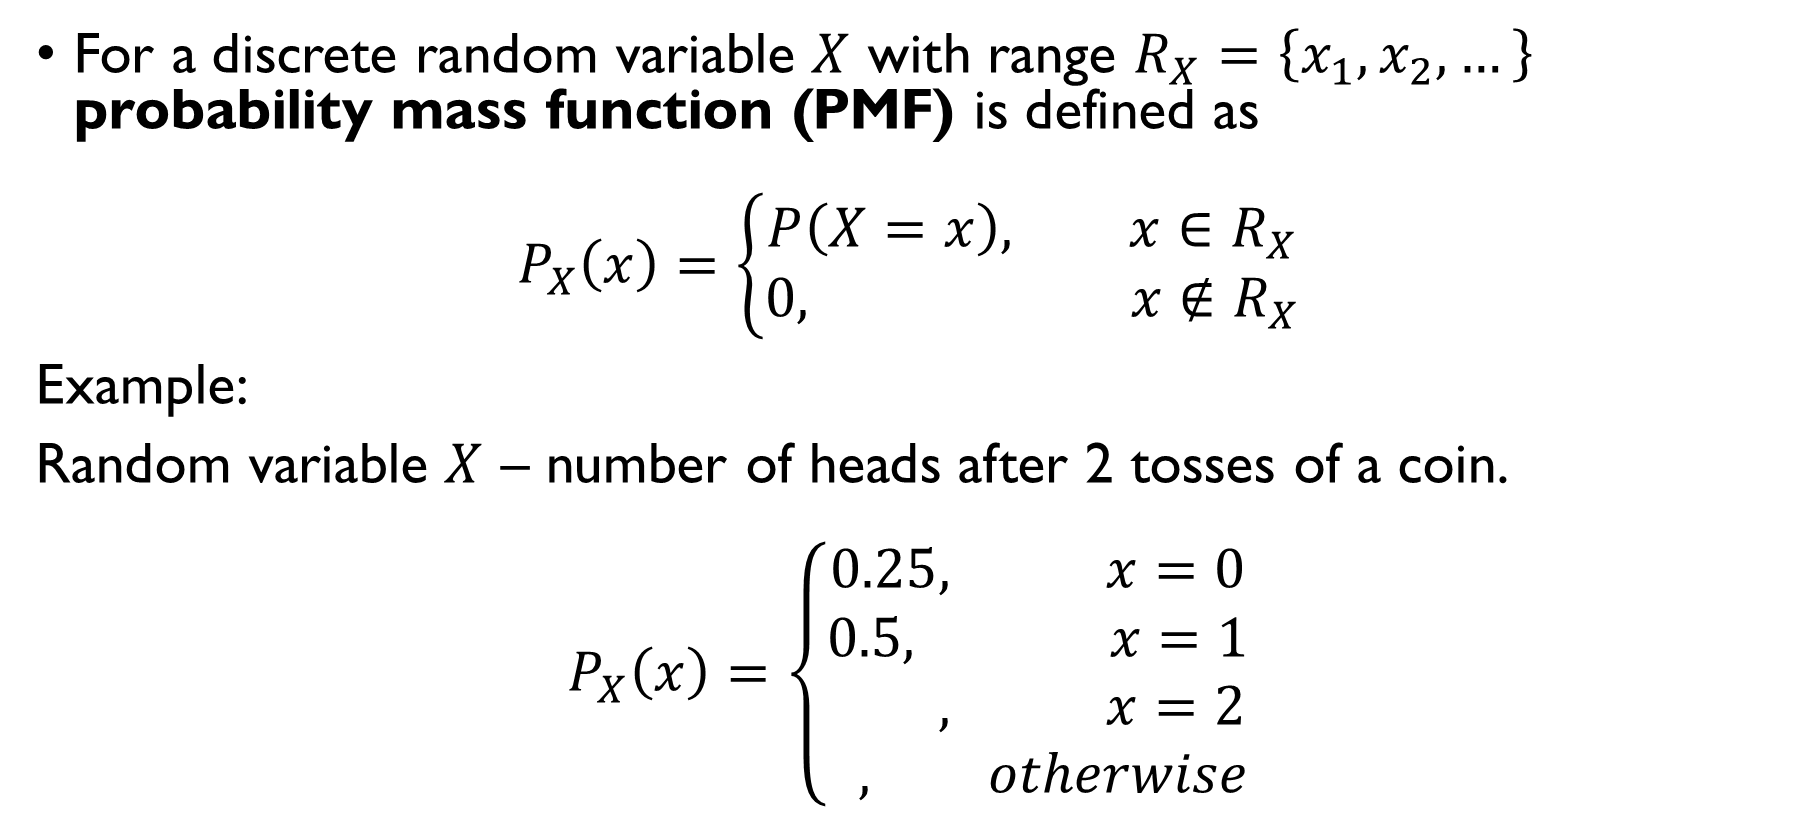 • For a discrete random variable X with range R_X = {x_1, x_2, … }
probability mass function (PMF) is defined as
P_X(x) = { P(X = x), x ∈ R_X
0, x ∉ R_X
Example:
Random variable X – number of heads after 2 tosses of a coin.
P_X(x) = { 0.25, x = 0
0.5, x = 1
, x = 2
, otherwise